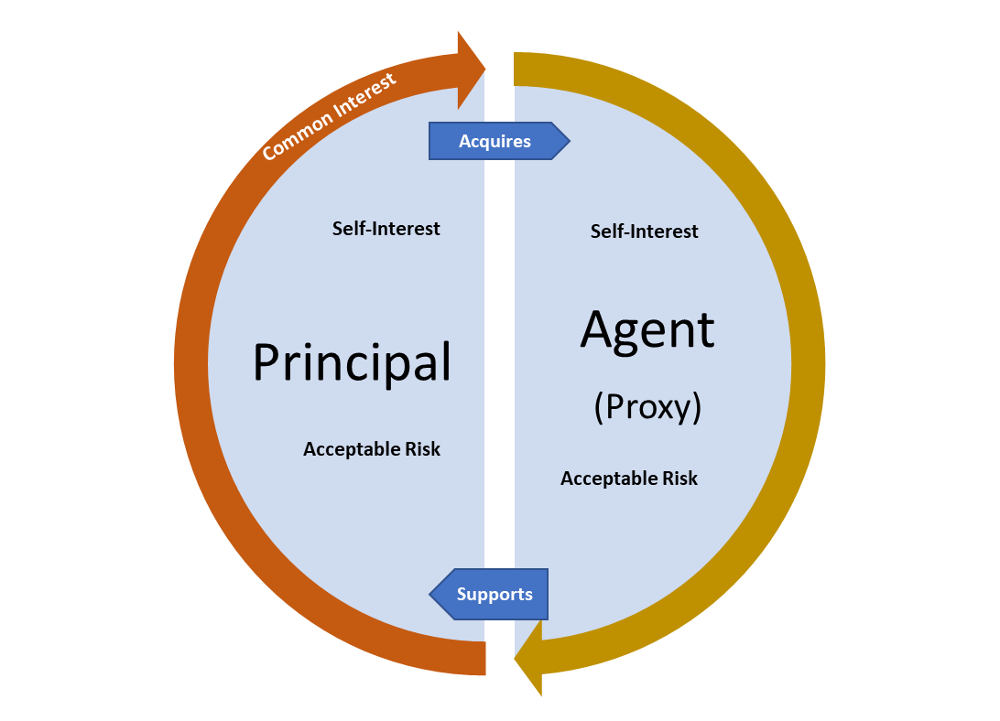 Common Interest
Acquires
Self-Interest
Self-Interest
Principal
Agent
(Proxy)
Acceptable Risk
Acceptable Risk
Supports